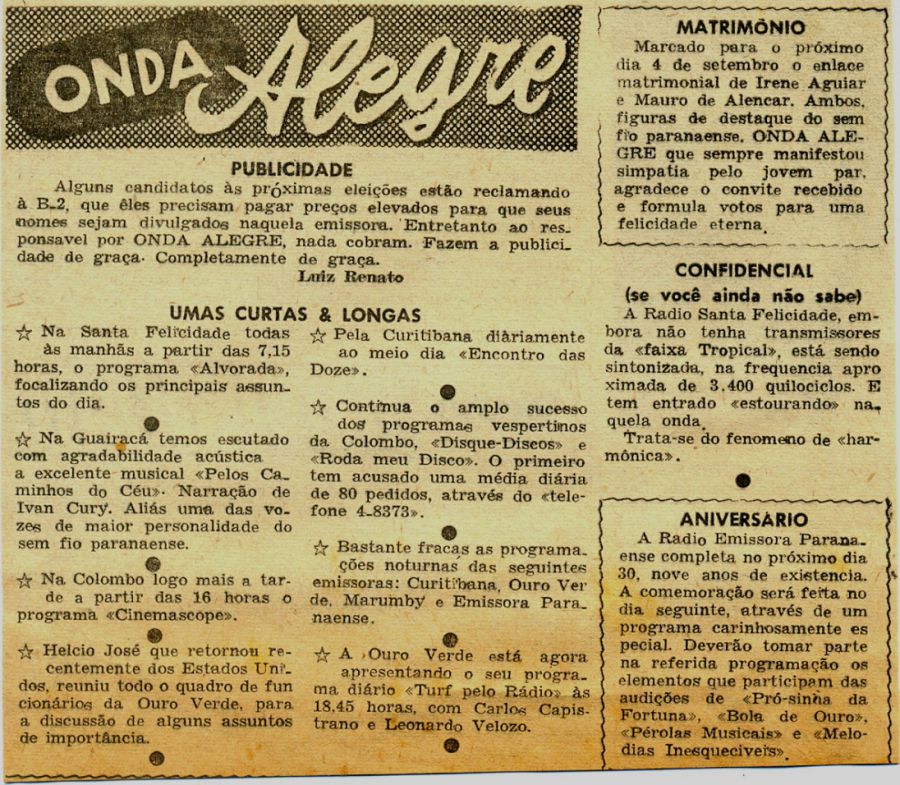 ONDA Alegre
PUBLICIDADE
Alguns candidatos às próximas eleições estão reclamando
à B-2, que êles precisam pagar preços elevados para que seus
nomes sejam divulgados naquela emissora. Entretanto ao res-
ponsavel por ONDA ALEGRE, nada cobram. Fazem a publici-
dade de graça. Completamente de graça.
Luiz Renato
UMAS CURTAS & LONGAS
☆ Na Santa Felicidade todas
às manhãs a partir das 7,15
horas, o programa «Alvorada»,
focalizando os principais assun-
tos do dia.
☆ Na Guairacá temos escutado
com agradabilidade acústica
a excelente musical «Pelos Ca-
minhos do Céu». Narração de
Ivan Cury. Aliás uma das vo-
zes de maior personalidade do
sem fio paranaense.
☆ Na Colombo logo mais a tar-
de a partir das 16 horas o
programa «Cinemascope».
☆ Helcio José que retornou re-
centemente dos Estados Uni-
dos, reuniu todo o quadro de fun
cionários da Ouro Verde, para
a discussão de alguns assuntos
de importância.
☆ Pela Curitibana diàriamente
ao meio dia «Encontro das
Doze».
☆ Continua o amplo sucesso
dos programas vespertinos
da Colombo, «Disque-Discos» e
«Roda meu Disco». O primeiro
tem acusado uma média diária
de 80 pedidos, através do «tele-
fone 4-8373».
☆ Bastante fracas as programa-
ções noturnas das seguintes
emissoras: Curitibana, Ouro Ver
de, Marumby e Emissora Para-
naense.
☆ A Ouro Verde está agora
apresentando o seu progra-
ma diário «Turf pelo Rádio» às
18,45 horas, com Carlos Capis-
trano e Leonardo Velozo.
MATRIMÔNIO
Marcado para o próximo
dia 4 de setembro o enlace
matrimonial de Irene Aguiar
e Mauro de Alencar. Ambos,
figuras de destaque do sem
fio paranaense. ONDA ALE-
GRE que sempre manifestou
simpatia pelo jovem par,
agradece o convite recebido
e formula votos para uma
felicidade eterna.
CONFIDENCIAL
(se você ainda não sabe)
A Radio Santa Felicidade, em-
bora não tenha transmissores
da «faixa Tropical», está sendo
sintonizada, na frequencia apro
ximada de 3.400 quilociclos. E
tem entrado «estourando» na-
quela onda.
Trata-se do fenomeno de «har-
mônica».
ANIVERSÁRIO
A Radio Emissora Parana-
ense completa no próximo dia
30, nove anos de existencia.
A comemoração será feita no
dia seguinte, através de um
programa carinhosamente es
pecial. Deverão tomar parte
na referida programação os
elementos que participam das
audições de «Pró-sinha da
Fortuna», «Bola de Ouro»,
«Pérolas Musicais» e «Melo-
dias Inesqueciveis»